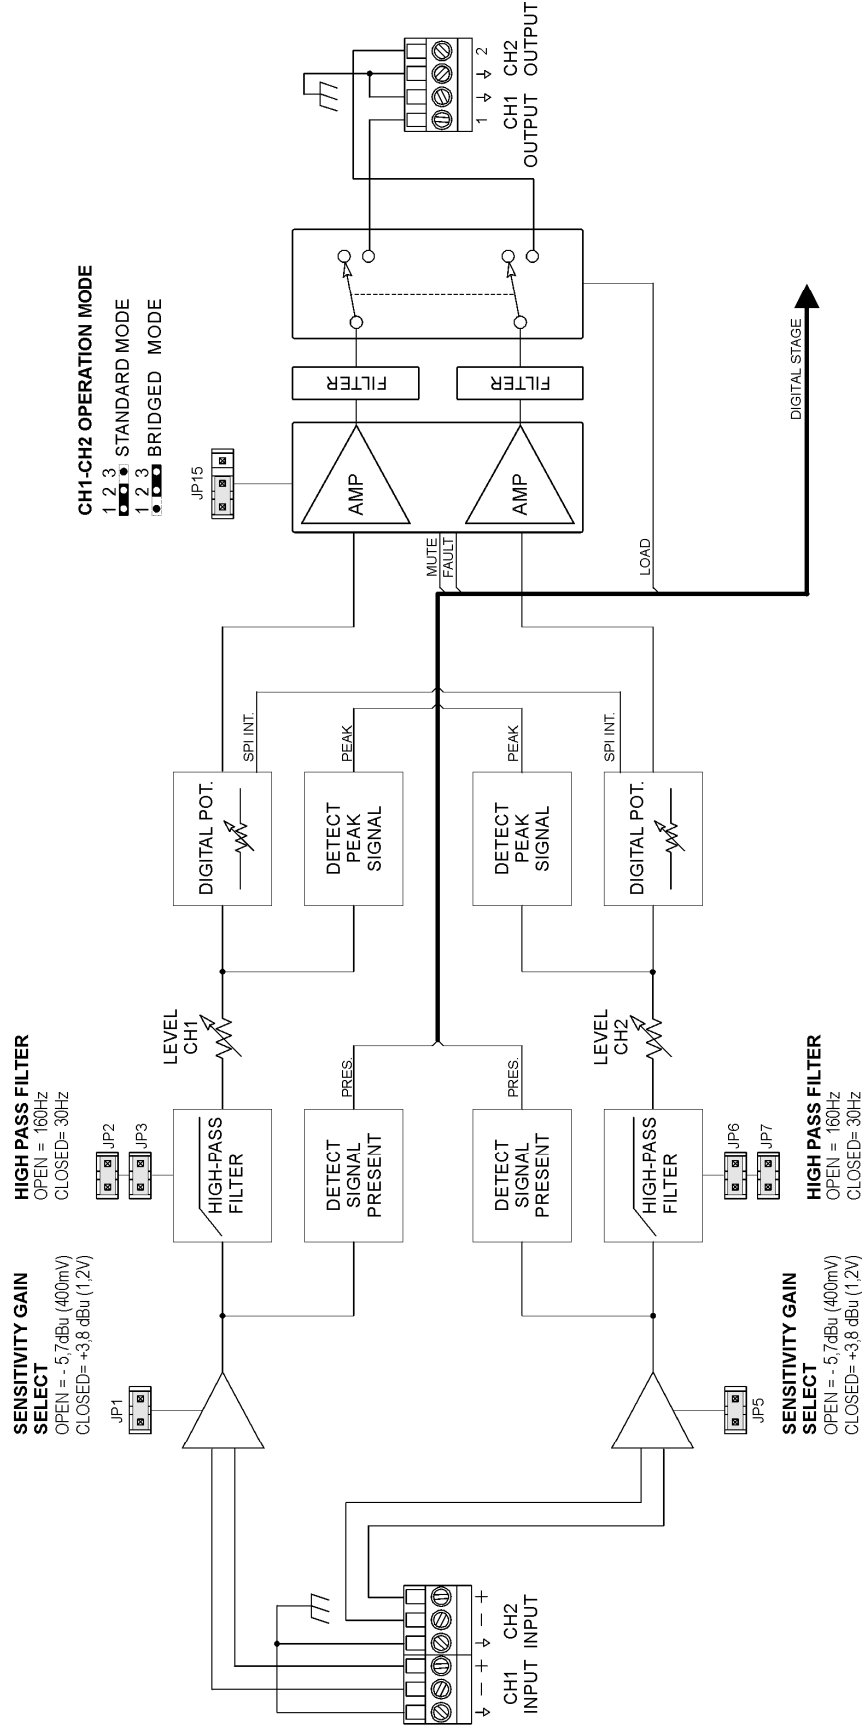 SENSITIVITY GAIN
SELECT
OPEN = - 5,7dBu (400mV)
CLOSED= +3,8 dBu (1,2V)
HIGH PASS FILTER
OPEN = 160Hz
CLOSED= 30Hz
CH1-CH2 OPERATION MODE
1 2 3
STANDARD MODE
1 2 3
BRIDGED MODE
JP1
JP2
JP3
JP15
HIGH-PASS
FILTER
LEVEL
CH1
DIGITAL POT.
SPI INT.
DETECT
SIGNAL
PRESENT
PRES.
DETECT
PEAK
SIGNAL
PEAK
AMP
FILTER
CH1
INPUT
- +
CH2
INPUT
- +
MUTE
FAULT
AMP
FILTER
1
2
CH1
OUTPUT
CH2
OUTPUT
DETECT
SIGNAL
PRESENT
PRES.
DETECT
PEAK
SIGNAL
PEAK
HIGH-PASS
FILTER
LEVEL
CH2
DIGITAL POT.
SPI INT.
LOAD
JP5
JP6
JP7
DIGITAL STAGE
SENSITIVITY GAIN
SELECT
OPEN = - 5,7dBu (400mV)
CLOSED= +3,8 dBu (1,2V)
HIGH PASS FILTER
OPEN = 160Hz
CLOSED= 30Hz